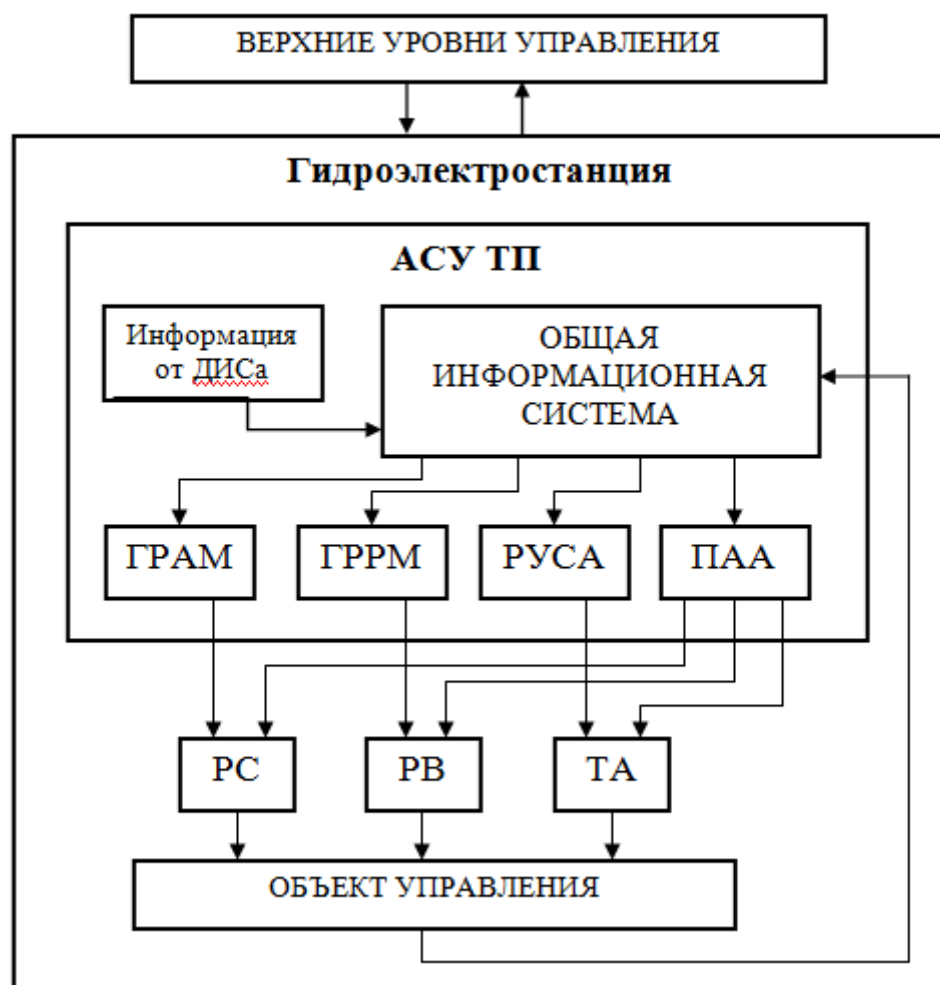 ВЕРХНИЕ УРОВНИ УПРАВЛЕНИЯ
Гидроэлектростанция
АСУ ТП
Информация
от ДИСа
ОБЩАЯ
ИНФОРМАЦИОННАЯ
СИСТЕМА
ГРАМ
ГРРМ
РУСА
ПАА
РС
РВ
ТА
ОБЪЕКТ УПРАВЛЕНИЯ